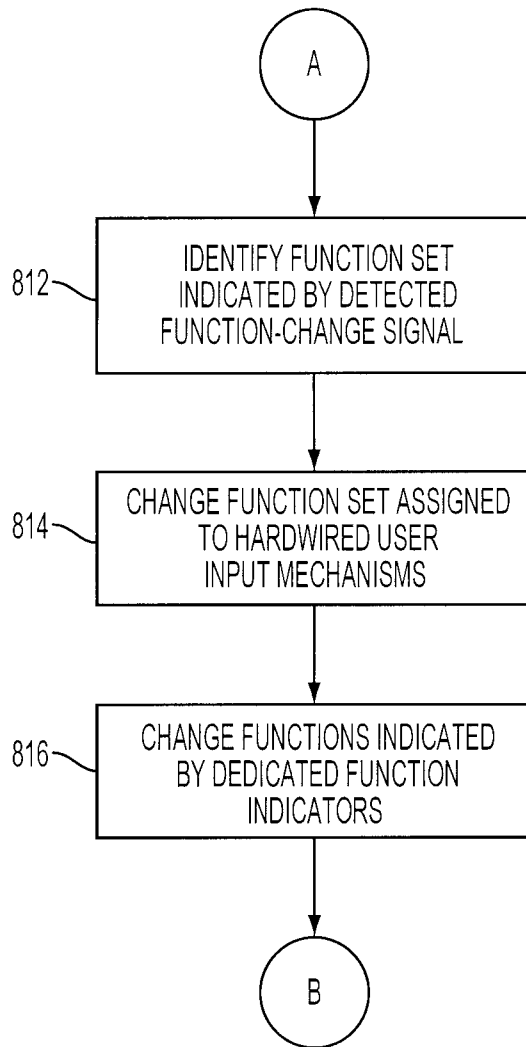 A
812
IDENTIFY FUNCTION SET
INDICATED BY DETECTED
FUNCTION-CHANGE SIGNAL
814
CHANGE FUNCTION SET ASSIGNED
TO HARDWIRED USER
INPUT MECHANISMS
816
CHANGE FUNCTIONS INDICATED
BY DEDICATED FUNCTION
INDICATORS
B